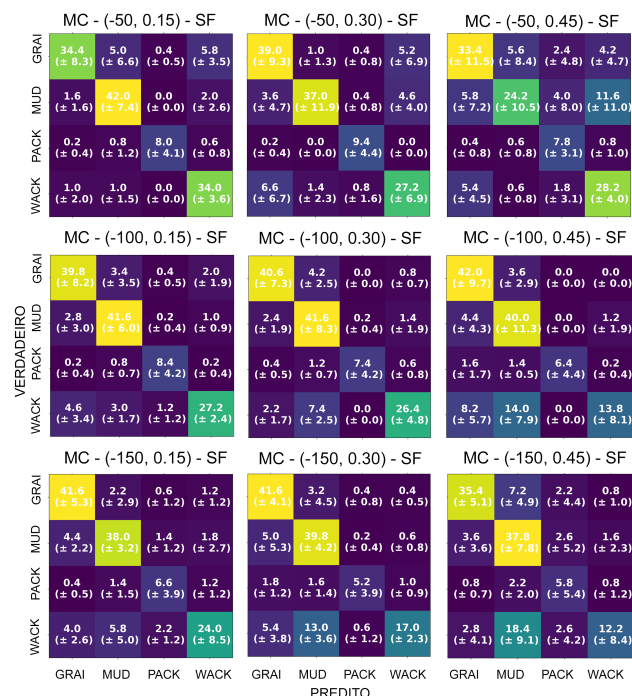 MC - (-50, 0.15) - SF MC - (-50, 0.30) - SF MC - (-50, 0.45) - SF
GRAI 34.4 5.0 0.4 5.8 39.0 1.0 0.4 5.2 33.4 5.6 2.4 4.2
(± 8.3) (± 6.6) (± 0.5) (± 3.5) (± 9.3) (± 1.3) (± 0.8) (± 6.9) (± 11.5) (± 8.4) (± 4.8) (± 4.7)
MUD 1.6 42.0 0.0 2.0 3.6 37.0 0.4 4.6 5.8 24.2 4.0 11.6
(± 1.6) (± 7.4) (± 0.0) (± 2.6) (± 4.7) (± 11.9) (± 0.8) (± 4.0) (± 7.2) (± 10.5) (± 8.0) (± 11.0)
PACK 0.2 0.8 8.0 0.6 0.2 0.0 9.4 0.0 0.4 0.6 7.8 0.8
(± 0.4) (± 1.2) (± 4.1) (± 0.8) (± 0.4) (± 0.0) (± 4.4) (± 0.0) (± 0.8) (± 0.8) (± 3.1) (± 1.0)
WACK 1.0 1.0 0.0 34.0 6.6 1.4 0.8 27.2 5.4 0.6 1.8 28.2
(± 2.0) (± 1.5) (± 0.0) (± 3.6) (± 6.7) (± 2.3) (± 1.6) (± 6.9) (± 4.5) (± 0.8) (± 3.1) (± 4.0)
MC - (-100, 0.15) - SF MC - (-100, 0.30) - SF MC - (-100, 0.45) - SF
GRAI 39.8 3.4 0.4 2.0 40.6 4.2 0.0 0.8 42.0 3.6 0.0 0.0
(± 8.2) (± 3.5) (± 0.5) (± 1.9) (± 7.3) (± 2.5) (± 0.0) (± 0.7) (± 9.7) (± 2.9) (± 0.0) (± 0.0)
MUD 2.8 41.6 0.2 1.0 2.4 41.6 0.2 1.4 4.4 40.0 0.0 1.2
(± 3.0) (± 6.0) (± 0.4) (± 0.9) (± 1.9) (± 8.3) (± 0.4) (± 1.9) (± 4.3) (± 11.3) (± 0.0) (± 1.9)
VERDADEIRO
PACK 0.2 0.8 8.4 0.2 0.4 1.2 7.4 0.6 1.6 1.4 6.4 0.2
(± 0.4) (± 0.7) (± 4.2) (± 0.4) (± 0.5) (± 0.7) (± 4.2) (± 0.8) (± 1.7) (± 0.5) (± 4.4) (± 0.4)
WACK 4.6 3.0 1.2 27.2 2.2 7.4 0.0 26.4 8.2 14.0 0.0 13.8
(± 3.4) (± 1.7) (± 1.2) (± 2.4) (± 1.7) (± 2.5) (± 0.0) (± 4.8) (± 5.7) (± 7.9) (± 0.0) (± 8.1)
MC - (-150, 0.15) - SF MC - (-150, 0.30) - SF MC - (-150, 0.45) - SF
GRAI 41.6 2.2 0.6 1.2 41.6 3.2 0.4 0.4 35.4 7.2 2.2 0.8
(± 5.3) (± 2.9) (± 1.2) (± 1.2) (± 4.1) (± 4.5) (± 0.8) (± 0.5) (± 5.1) (± 4.9) (± 4.4) (± 1.0)
MUD 4.4 38.0 1.4 1.8 5.0 39.8 0.2 0.6 3.6 37.8 2.6 1.6
(± 2.2) (± 3.2) (± 1.2) (± 2.7) (± 5.3) (± 4.2) (± 0.4) (± 0.8) (± 3.6) (± 7.8) (± 5.2) (± 2.3)
PACK 0.4 1.4 6.6 1.2 1.8 1.6 5.2 1.0 0.8 2.2 5.8 0.8
(± 0.5) (± 1.5) (± 3.9) (± 1.2) (± 1.2) (± 1.4) (± 3.9) (± 0.9) (± 0.7) (± 2.0) (± 5.4) (± 1.2)
WACK 4.0 5.8 2.2 24.0 5.4 13.0 0.6 17.0 2.8 18.4 2.6 12.2
(± 2.6) (± 5.0) (± 1.2) (± 8.5) (± 3.8) (± 3.6) (± 1.2) (± 2.3) (± 4.1) (± 9.1) (± 4.2) (± 8.4)
GRAI MUD PACK WACK GRAI MUD PACK WACK GRAI MUD PACK WACK
PREDITO